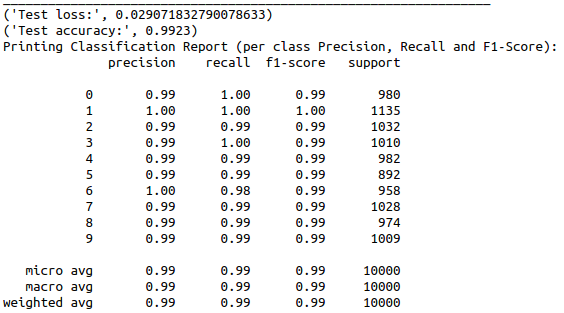 ('Test loss:', 0.029071832790078633)
('Test accuracy:', 0.9923)
Printing Classification Report (per class Precision, Recall and F1-Score):
precision recall f1-score support
0 0.99 1.00 0.99 980
1 1.00 1.00 1.00 1135
2 0.99 0.99 0.99 1032
3 0.99 1.00 0.99 1010
4 0.99 0.99 0.99 982
5 0.99 0.99 0.99 892
6 1.00 0.98 0.99 958
7 0.99 0.99 0.99 1028
8 0.99 0.99 0.99 974
9 0.99 0.99 0.99 1009
micro avg 0.99 0.99 0.99 10000
macro avg 0.99 0.99 0.99 10000
weighted avg 0.99 0.99 0.99 10000